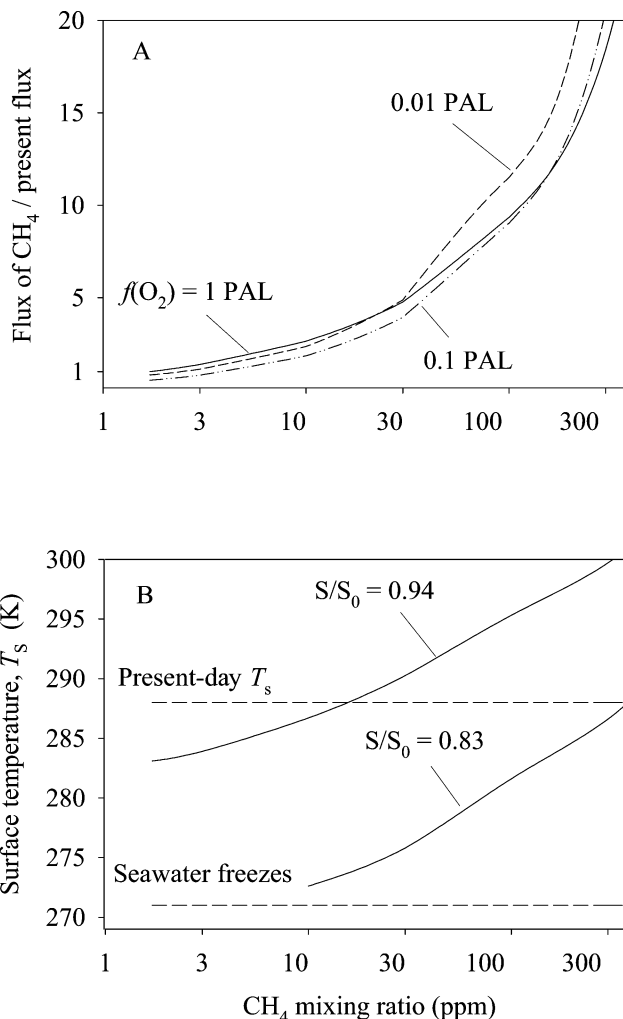 20
A
15
0.01 PAL
10
f(O₂) = 1 PAL
5
0.1 PAL
1
Flux of CH₄ / present flux
1 3 10 30 100 300
300
B
S/S₀ = 0.94
295
Present-day Tₛ
290
285
S/S₀ = 0.83
280
275
Seawater freezes
270
Surface temperature, T_S (K)
1 3 10 30 100 300
CH₄ mixing ratio (ppm)